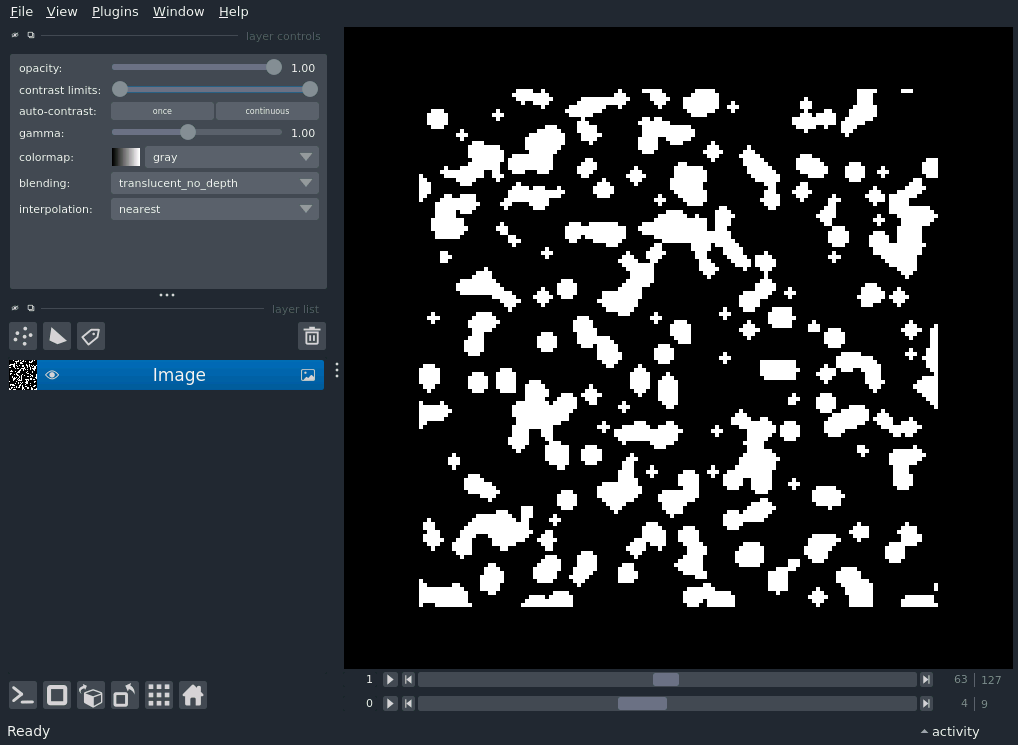 File View Plugins Window Help
layer controls
opacity: 1.00
contrast limits:
auto-contrast: once continuous
gamma: 1.00
colormap: gray
blending: translucent_no_depth
interpolation: nearest
layer list
Image
1 63 127
0 4 9
Ready activity